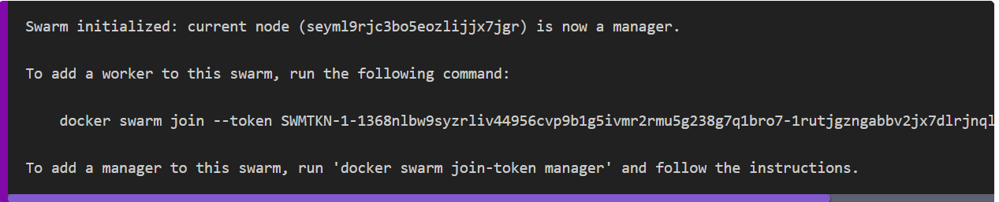 Swarm initialized: current node (seyml9rjc3bo5eozlijjx7jgr) is now a manager.
To add a worker to this swarm, run the following command:
docker swarm join --token SWMTKN-1-1368nlbw9syzrliv44956cvp9b1g5ivmr2rmu5g238g7q1bro7-1rutjgzngabbv2jx7dlrjnql
To add a manager to this swarm, run 'docker swarm join-token manager' and follow the instructions.